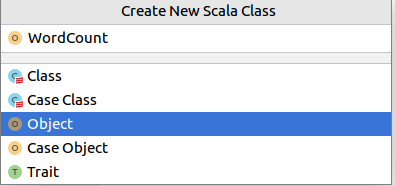 Create New Scala Class
WordCount
Class
Case Class
Object
Case Object
Trait